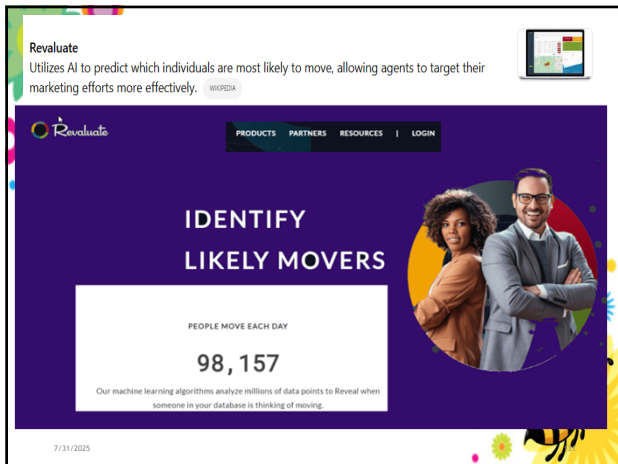 Revaluate
Utilizes AI to predict which individuals are most likely to move, allowing agents to target their
marketing efforts more effectively. WIKIPEDIA
Revaluate
PRODUCTS PARTNERS RESOURCES | LOGIN
IDENTIFY
LIKELY MOVERS
PEOPLE MOVE EACH DAY
98,157
Our machine learning algorithms analyze millions of data points to Reveal when
someone in your database is thinking of moving.
7/31/2025